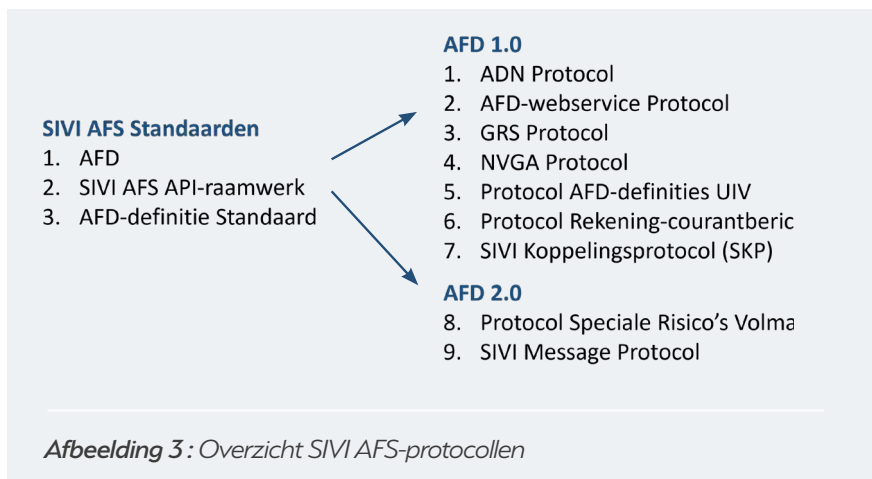 SIVI AFS Standaarden
1. AFD
2. SIVI AFS API-raamwerk
3. AFD-definitie Standaard
AFD 1.0
1. ADN Protocol
2. AFD-webservice Protocol
3. GRS Protocol
4. NVGA Protocol
5. Protocol AFD-definities UIV
6. Protocol Rekening-courantberic
7. SIVI Koppelingsprotocol (SKP)
AFD 2.0
8. Protocol Speciale Risico’s Volma
9. SIVI Message Protocol
Afbeelding 3 : Overzicht SIVI AFS-protocollen